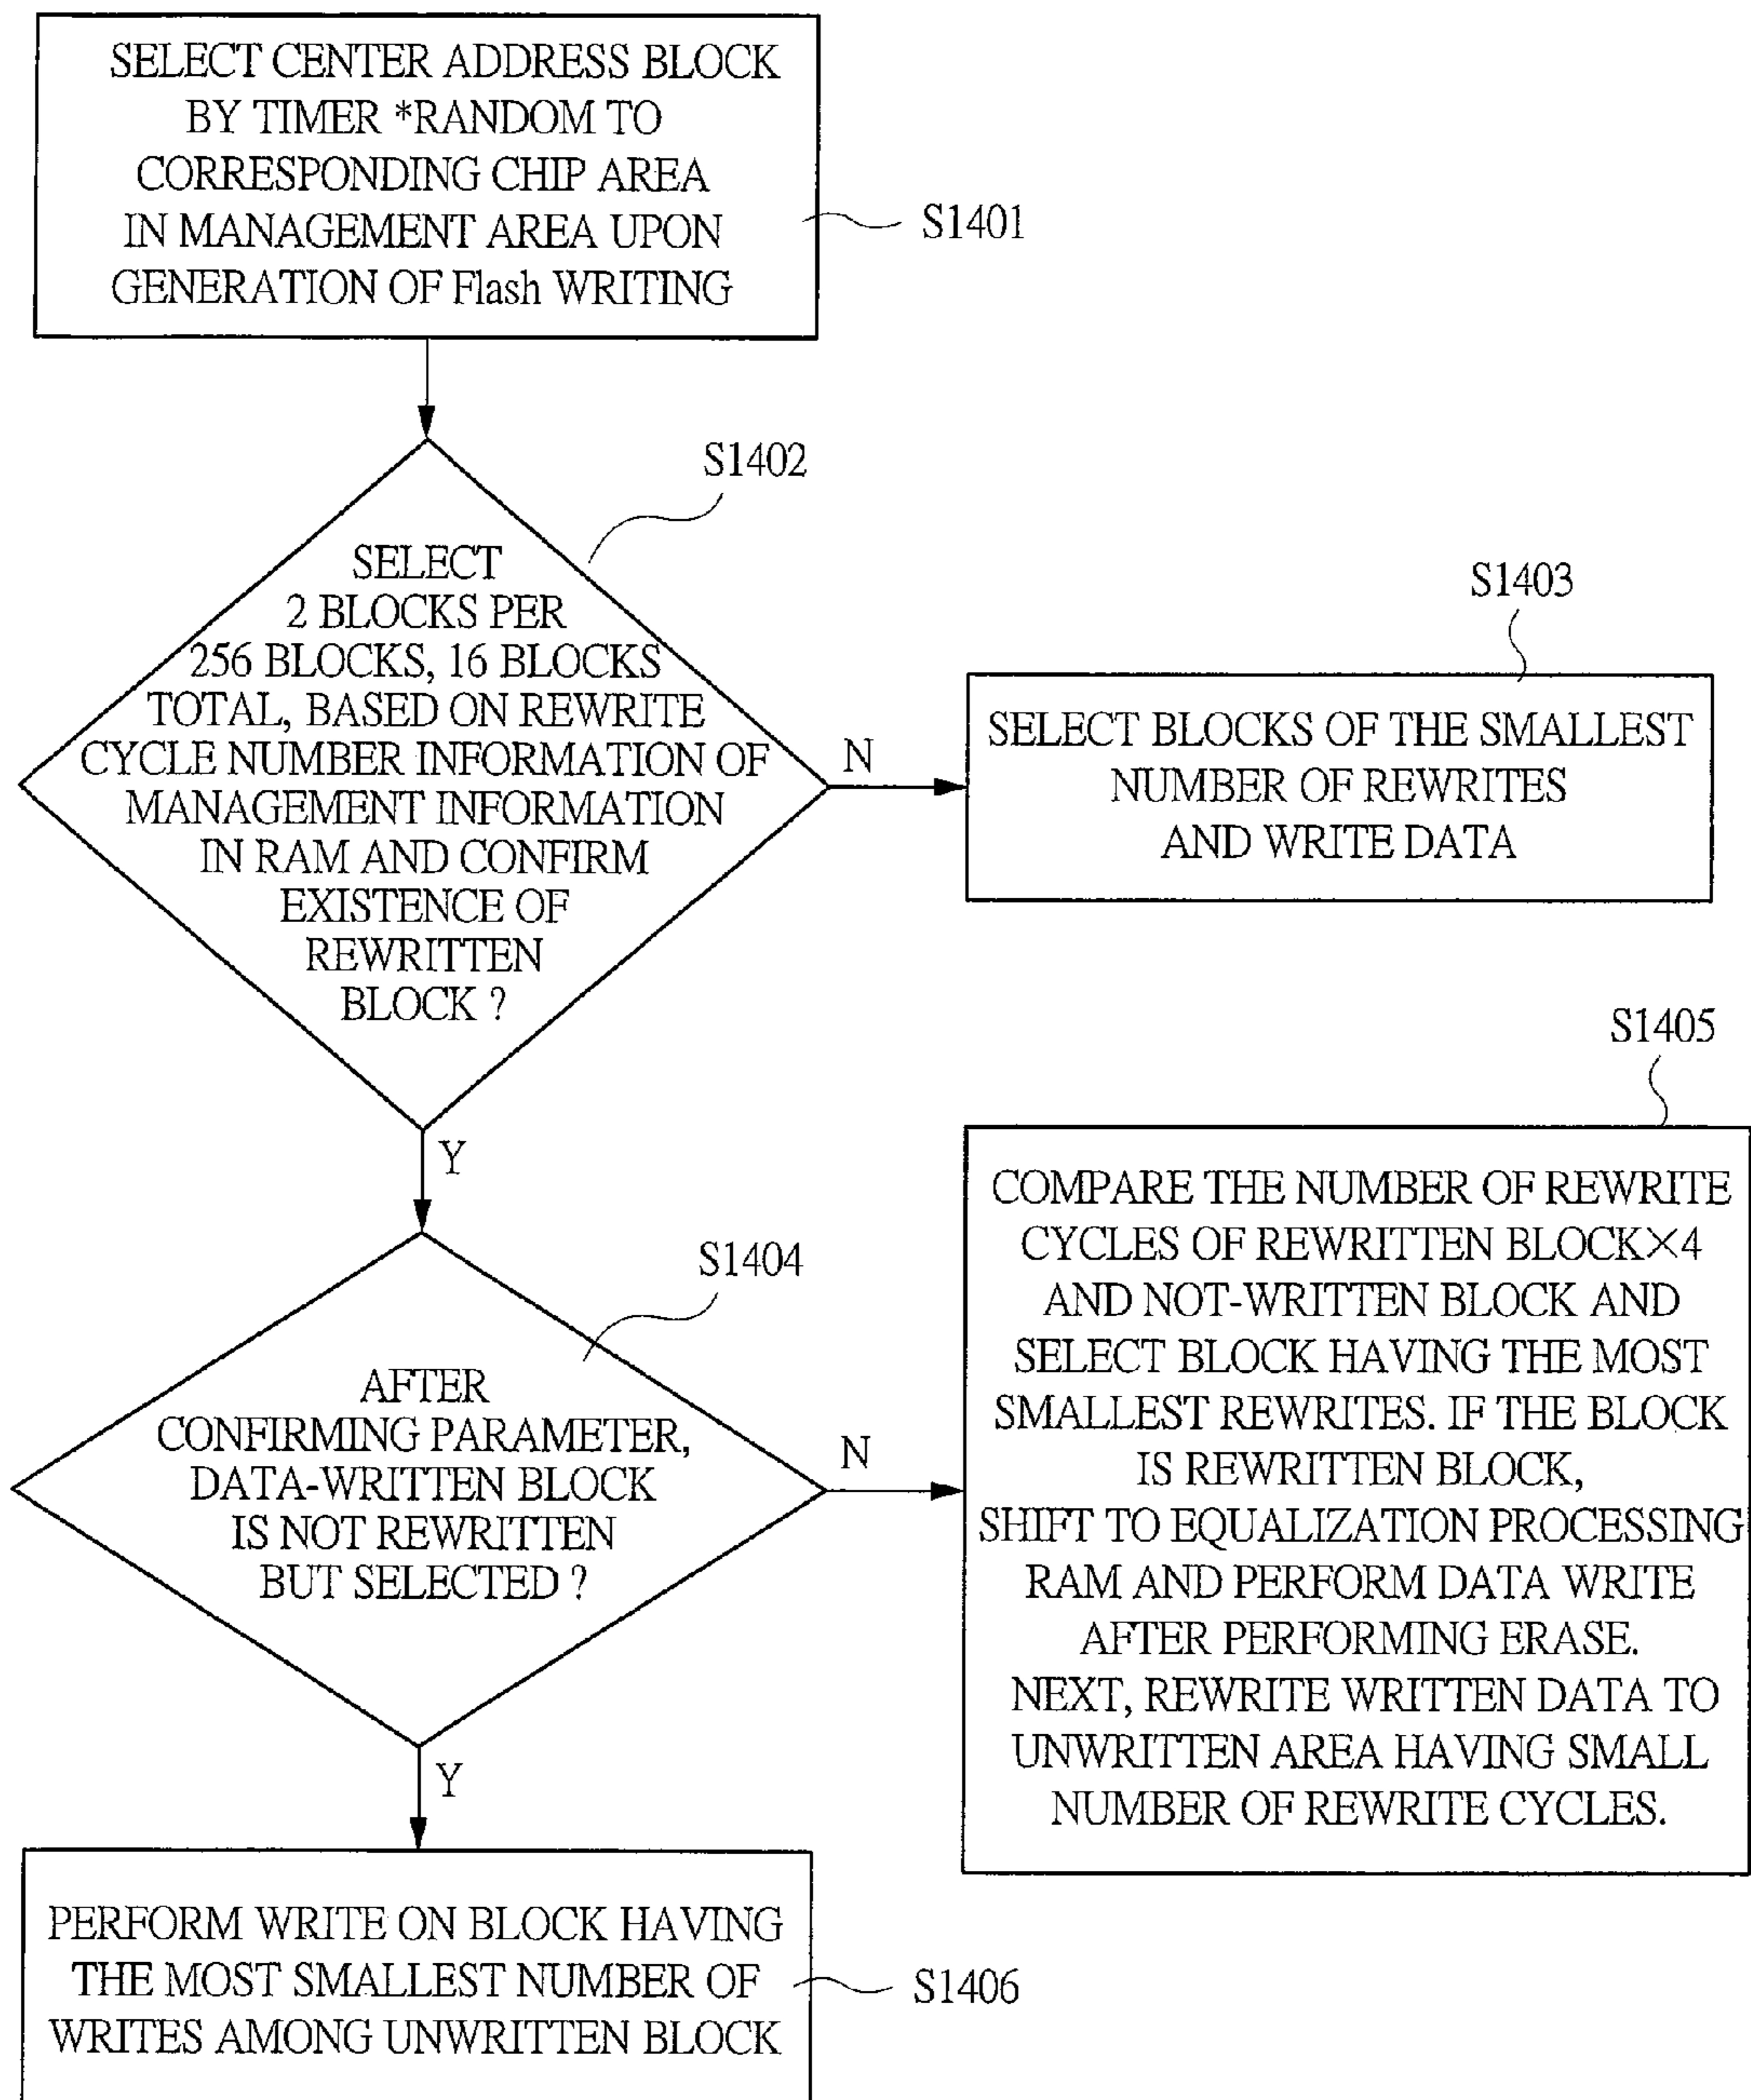 SELECT CENTER ADDRESS BLOCK
BY TIMER *RANDOM TO
CORRESPONDING CHIP AREA
IN MANAGEMENT AREA UPON
GENERATION OF Flash WRITING
S1401
S1402
SELECT
2 BLOCKS PER
256 BLOCKS, 16 BLOCKS
TOTAL, BASED ON REWRITE
CYCLE NUMBER INFORMATION OF
MANAGEMENT INFORMATION
IN RAM AND CONFIRM
EXISTENCE OF
REWRITTEN
BLOCK ?
N
S1403
SELECT BLOCKS OF THE SMALLEST
NUMBER OF REWRITES
AND WRITE DATA
Y
S1404
AFTER
CONFIRMING PARAMETER,
DATA-WRITTEN BLOCK
IS NOT REWRITTEN
BUT SELECTED ?
N
S1405
COMPARE THE NUMBER OF REWRITE
CYCLES OF REWRITTEN BLOCK×4
AND NOT-WRITTEN BLOCK AND
SELECT BLOCK HAVING THE MOST
SMALLEST REWRITES. IF THE BLOCK
IS REWRITTEN BLOCK,
SHIFT TO EQUALIZATION PROCESSING
RAM AND PERFORM DATA WRITE
AFTER PERFORMING ERASE.
NEXT, REWRITE WRITTEN DATA TO
UNWRITTEN AREA HAVING SMALL
NUMBER OF REWRITE CYCLES.
Y
PERFORM WRITE ON BLOCK HAVING
THE MOST SMALLEST NUMBER OF
WRITES AMONG UNWRITTEN BLOCK
S1406